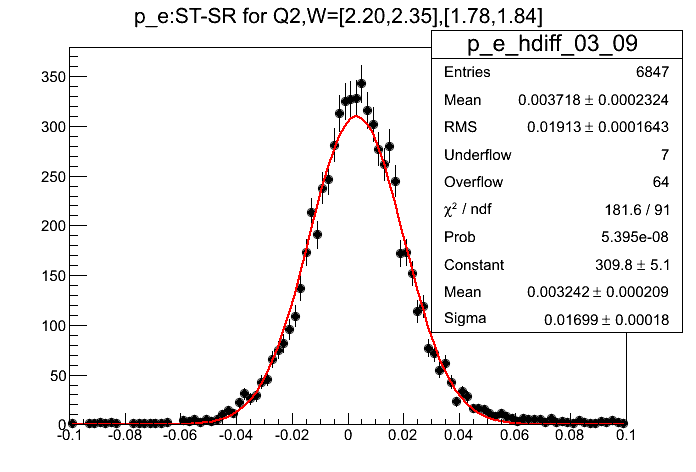 p_e:ST-SR for Q2,W=[2.20,2.35],[1.78,1.84]
p_e_hdiff_03_09
Entries 6847
Mean 0.003718 ± 0.0002324
RMS 0.01913 ± 0.0001643
Underflow 7
Overflow 64
χ² / ndf 181.6 / 91
Prob 5.395e-08
Constant 309.8 ± 5.1
Mean 0.003242 ± 0.000209
Sigma 0.01699 ± 0.00018
350
300
250
200
150
100
50
0
-0.1 -0.08 -0.06 -0.04 -0.02 0 0.02 0.04 0.06 0.08 0.1